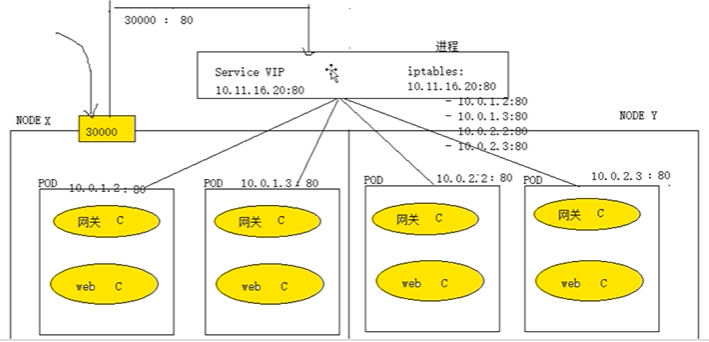 30000 : 80
进程
Service VIP
10.11.16.20:80
iptables:
10.11.16.20:80
- 10.0.1.2:80
- 10.0.1.3:80
- 10.0.2.2:80
- 10.0.2.3:80
NODE X
30000
NODE Y
POD
10.0.1.2: 80
10.0.1.3 : 80
POD
10.0.2.2 : 80
POD
10.0.2.3 : 80
POD
网关 C
网关 C
网关 C
网关 C
web C
web C
web C
web C